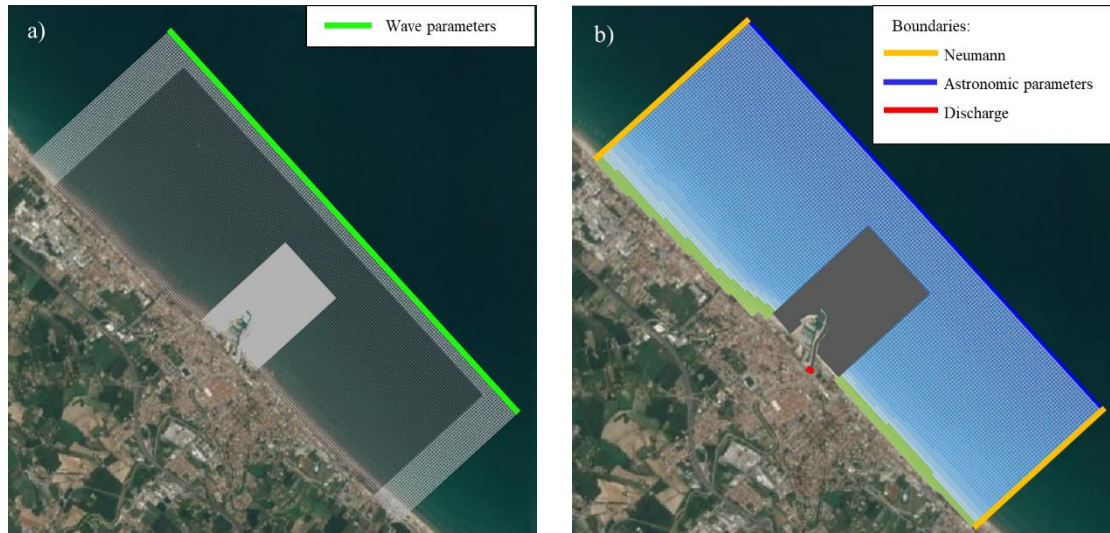 a)
Wave parameters
b)
Boundaries:
Neumann
Astronomic parameters
Discharge